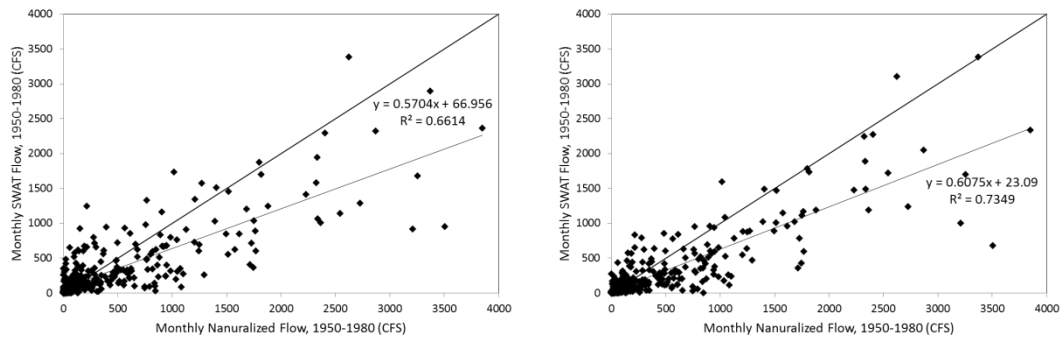 Monthly SWAT Flow, 1950-1980 (CFS)
4000
3500
3000
2500
2000
1500
1000
500
0
y = 0.5704x + 66.956
R² = 0.6614
0 500 1000 1500 2000 2500 3000 3500 4000
Monthly Nanuralized Flow, 1950-1980 (CFS)
Monthly SWAT Flow, 1950-1980 (CFS)
4000
3500
3000
2500
2000
1500
1000
500
0
y = 0.6075x + 23.09
R² = 0.7349
0 500 1000 1500 2000 2500 3000 3500 4000
Monthly Nanuralized Flow, 1950-1980 (CFS)